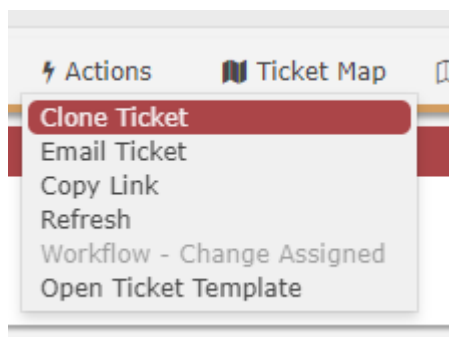 Actions Ticket Map
Clone Ticket
Email Ticket
Copy Link
Refresh
Workflow - Change Assigned
Open Ticket Template